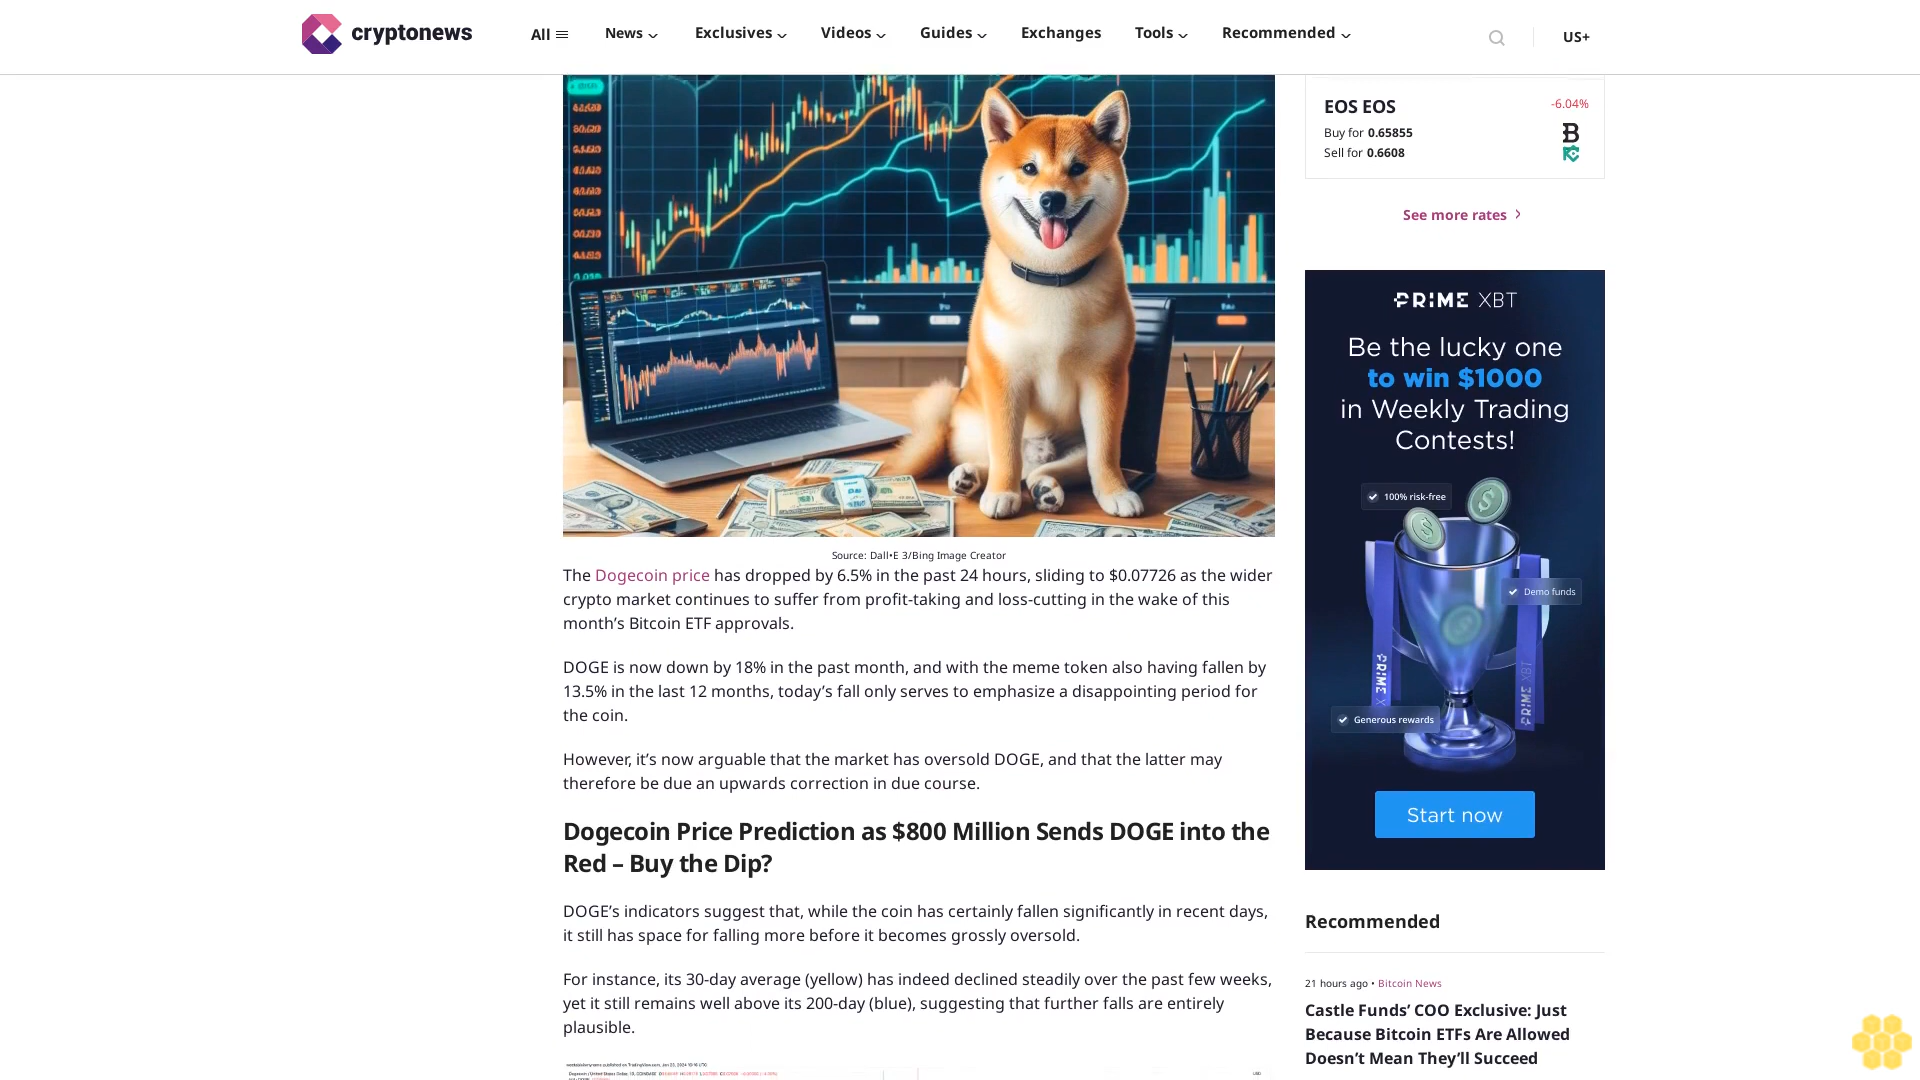 cryptonews
All
News
Exclusives
Videos
Guides
Exchanges
Tools
Recommended
US+
EOS EOS
-6.04%
Buy for 0.65855
Sell for 0.6608
See more rates
PRIME XBT
Be the lucky one
to win $1000
in Weekly Trading
Contests!
100% risk-free
Demo funds
Generous rewards
Start now
Source: Dall•E 3/Bing Image Creator
The Dogecoin price has dropped by 6.5% in the past 24 hours, sliding to $0.07726 as the wider
crypto market continues to suffer from profit-taking and loss-cutting in the wake of this
month’s Bitcoin ETF approvals.
DOGE is now down by 18% in the past month, and with the meme token also having fallen by
13.5% in the last 12 months, today’s fall only serves to emphasize a disappointing period for
the coin.
However, it’s now arguable that the market has oversold DOGE, and that the latter may
therefore be due an upwards correction in due course.
Dogecoin Price Prediction as $800 Million Sends DOGE into the
Red – Buy the Dip?
DOGE’s indicators suggest that, while the coin has certainly fallen significantly in recent days,
it still has space for falling more before it becomes grossly oversold.
For instance, its 30-day average (yellow) has indeed declined steadily over the past few weeks,
yet it still remains well above its 200-day (blue), suggesting that further falls are entirely
plausible.
Recommended
21 hours ago • Bitcoin News
Castle Funds’ COO Exclusive: Just
Because Bitcoin ETFs Are Allowed
Doesn’t Mean They’ll Succeed